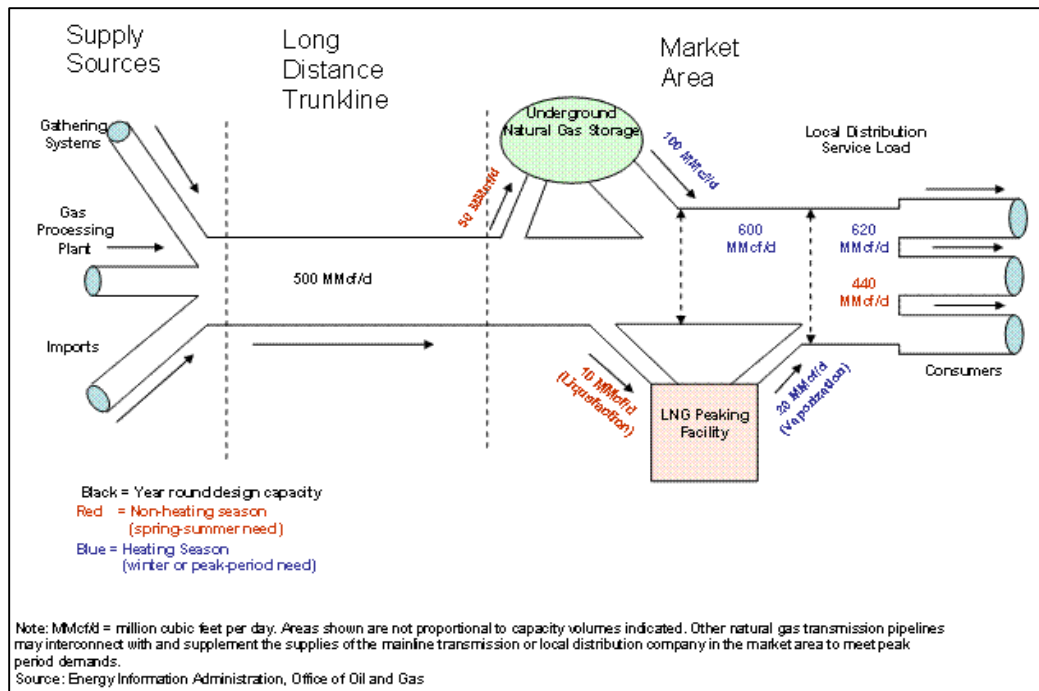 Supply
Sources
Long
Distance
Trunkline
Market
Area
Gathering
Systems
Gas
Processing
Plant
Imports
500 MMcf/d
50 MMcf/d
Underground
Natural Gas Storage
100 MMcf/d
600
MMcf/d
620
MMcf/d
440
MMcf/d
Local Distribution
Service Load
Consumers
10 MMcf/d
(Liquefaction)
LNG Peaking
Facility
20 MMcf/d
(Vaporization)
Black = Year round design capacity
Red = Non-heating season
(spring-summer need)
Blue = Heating Season
(winter or peak-period need)
Note: MMcf/d = million cubic feet per day. Areas shown are not proportional to capacity volumes indicated. Other natural gas transmission pipelines
may interconnect with and supplement the supplies of the mainline transmission or local distribution company in the market area to meet peak
period demands.
Source: Energy Information Administration, Office of Oil and Gas